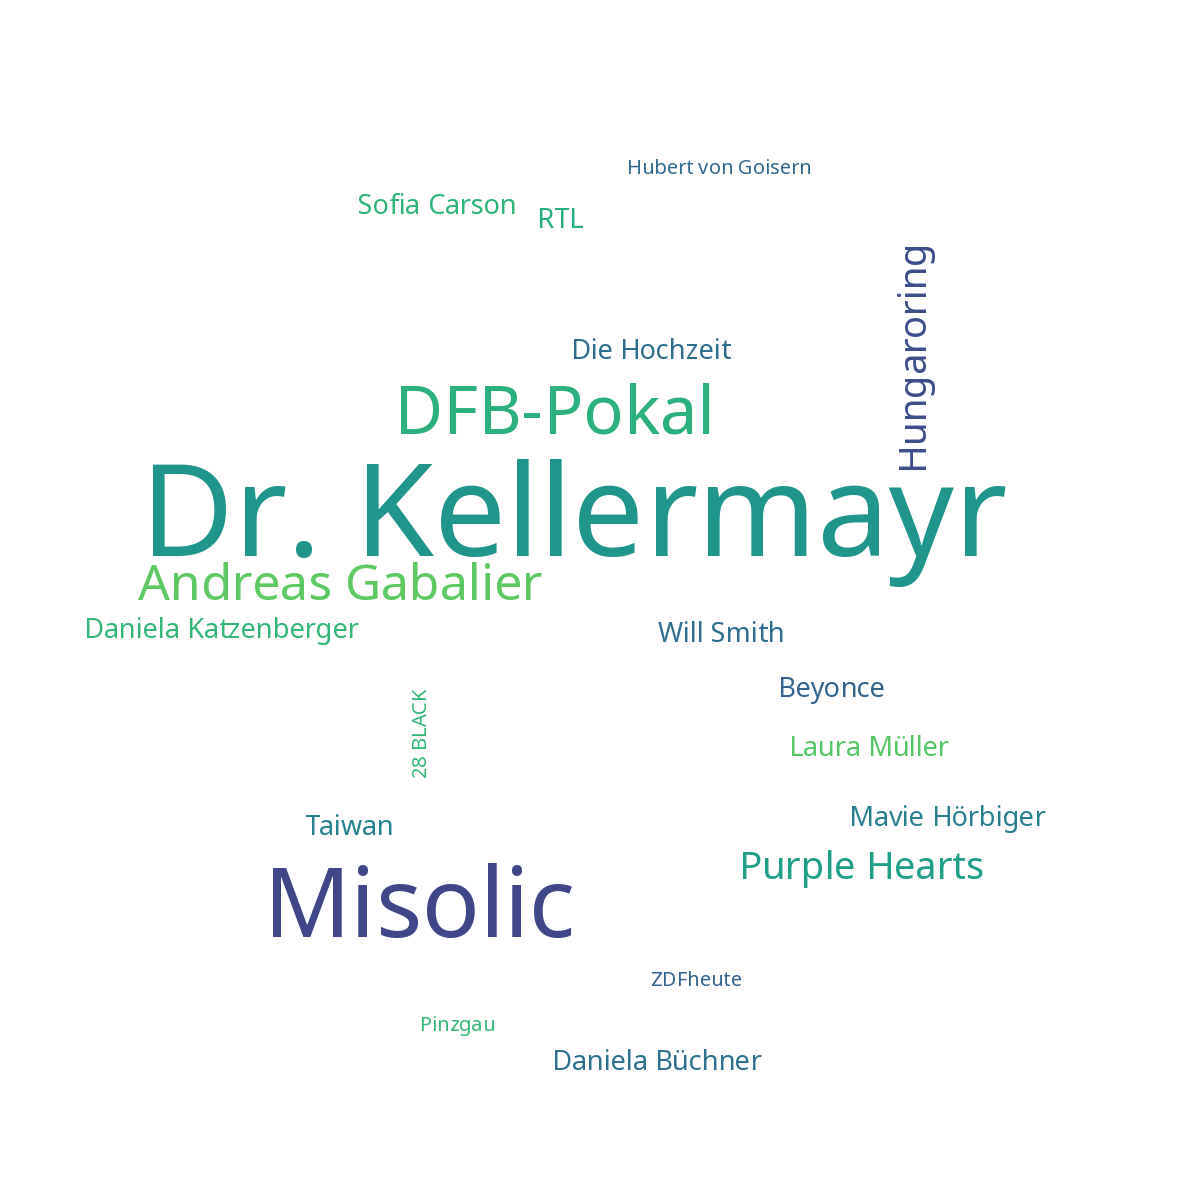 Hubert von Goisern
Sofia Carson
RTL
Hungaroring
Die Hochzeit
DFB-Pokal
Dr. Kellermayr
Andreas Gabalier
Daniela Katzenberger
Will Smith
Beyonce
28 BLACK
Laura Müller
Taiwan
Mavie Hörbiger
Purple Hearts
Misolic
ZDFheute
Pinzgau
Daniela Büchner